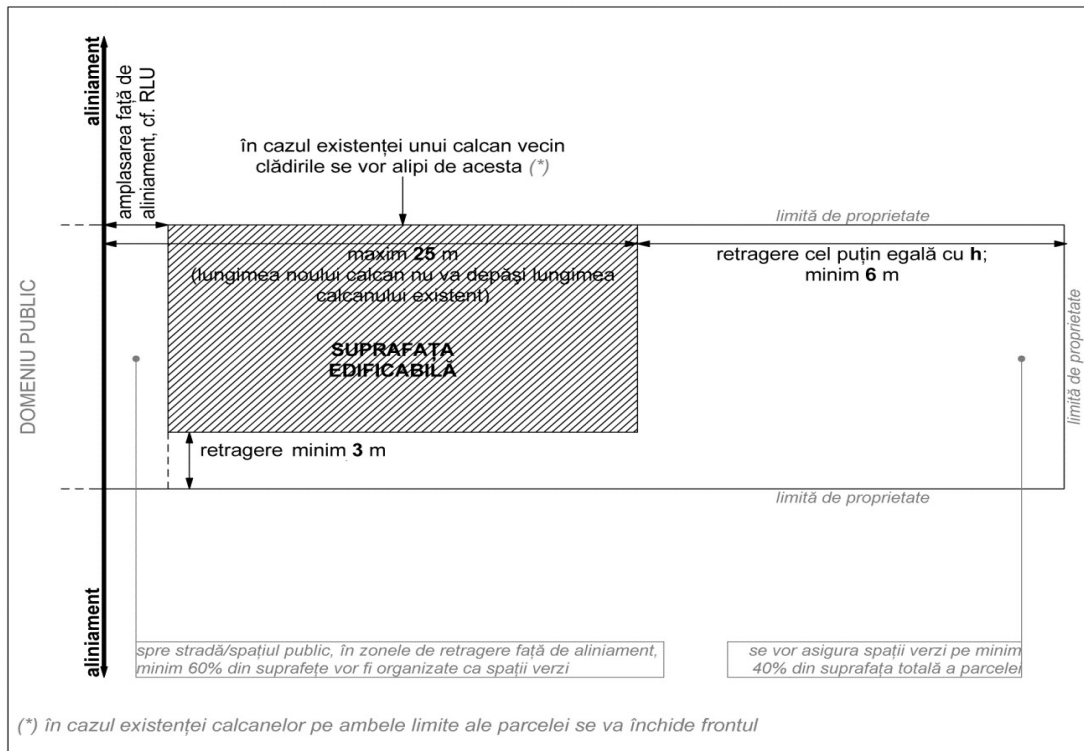 aliniament
amplasarea față de
aliniament, cf. RLU
în cazul existenței unui calcan vecin
clădirile se vor alipi de acesta (*)
limită de proprietate
maxim 25 m
(lungimea noului calcan nu va depăși lungimea
calcanului existent)
retragere cel puțin egală cu h;
minim 6 m
DOMENIU PUBLIC
SUPRAFAȚA
EDIFICABILĂ
limită de proprietate
retragere minim 3 m
limită de proprietate
aliniament
spre stradă/spațiul public, în zonele de retragere față de aliniament,
minim 60% din suprafețe vor fi organizate ca spații verzi
se vor asigura spații verzi pe minim
40% din suprafața totală a parcelei
(*) în cazul existenței calcanelor pe ambele limite ale parcelei se va închide frontul